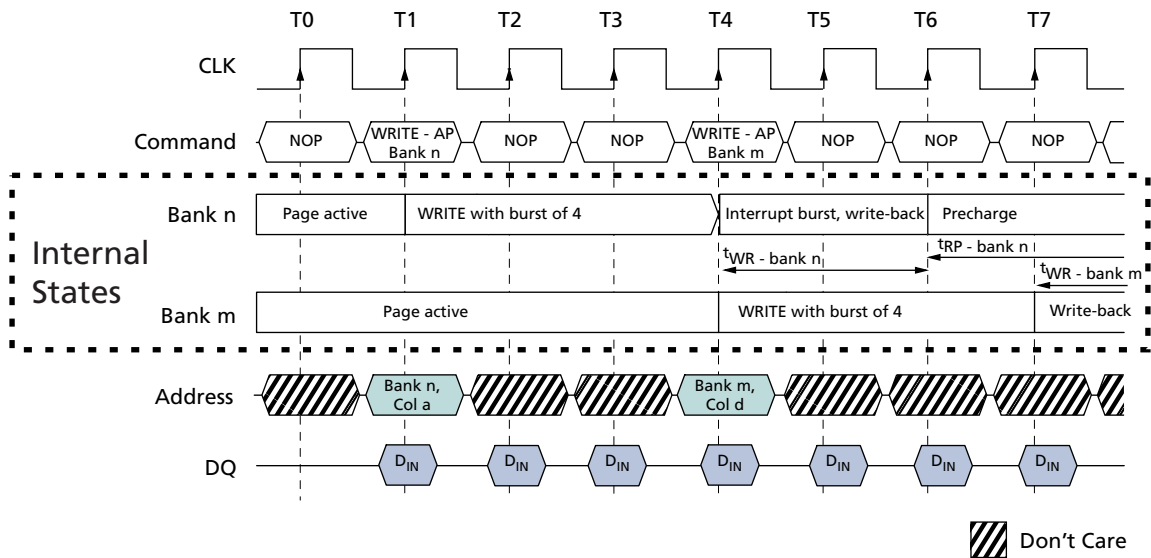 T0 T1 T2 T3 T4 T5 T6 T7
CLK
Command NOP WRITE - AP Bank n NOP NOP WRITE - AP Bank m NOP NOP NOP
Internal States
Bank n Page active WRITE with burst of 4 Interrupt burst, write-back Precharge
tWR - bank n tRP - bank n
tWR - bank m
Bank m Page active WRITE with burst of 4 Write-back
Address Bank n, Col a Bank m, Col d
DQ DIN DIN DIN DIN DIN DIN DIN
Don't Care